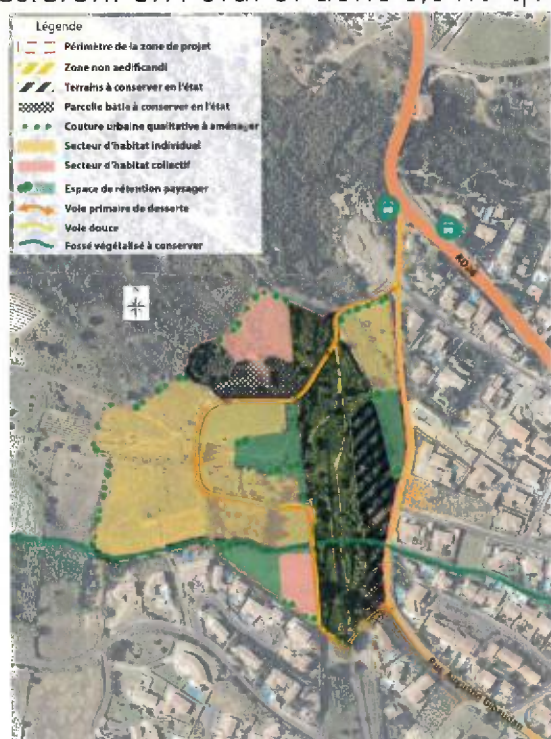 Légende
Périmètre de la zone de projet
Zone non aedificandi
Terrains à conserver en l'état
Parcelle bâtie à conserver en l'état
Couture urbaine qualitative à aménager
Secteur d'habitat individuel
Secteur d'habitat collectif
Espace de rétention paysager
Voie primaire de desserte
Voie douce
Fossé végétalisé à conserver